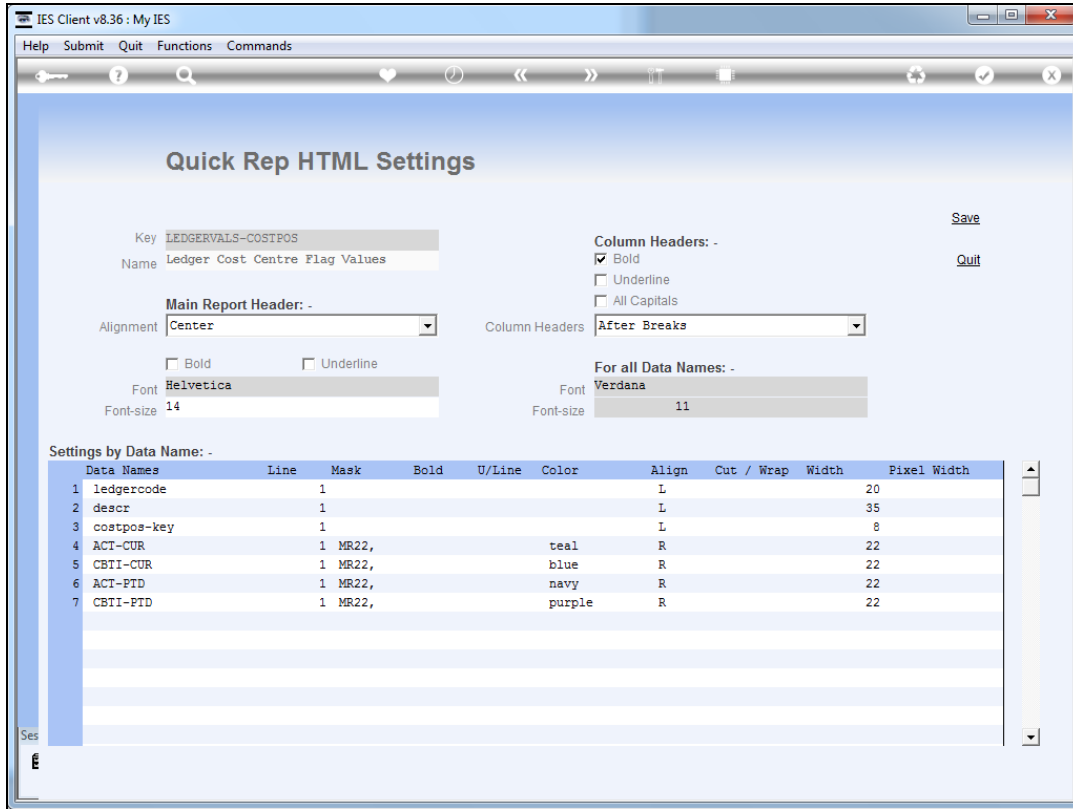 IES Client v8.36 : My IES
Help Submit Quit Functions Commands
Quick Rep HTML Settings
Save
Key LEDGERVALS-COSTPOS
Column Headers: -
Name Ledger Cost Centre Flag Values
Bold
Quit
Underline
Main Report Header: -
All Capitals
Alignment Center
Column Headers After Breaks
Bold Underline
For all Data Names: -
Font Helvetica
Font Verdana
Font-size 14
Font-size 11
Settings by Data Name: -
Data Names Line Mask Bold U/Line Color Align Cut / Wrap Width Pixel Width
1 ledgercode 1 L 20
2 descr 1 L 35
3 costpos-key 1 L 8
4 ACT-CUR 1 MR22, teal R 22
5 CBTI-CUR 1 MR22, blue R 22
6 ACT-PTD 1 MR22, navy R 22
7 CBTI-PTD 1 MR22, purple R 22
Ses